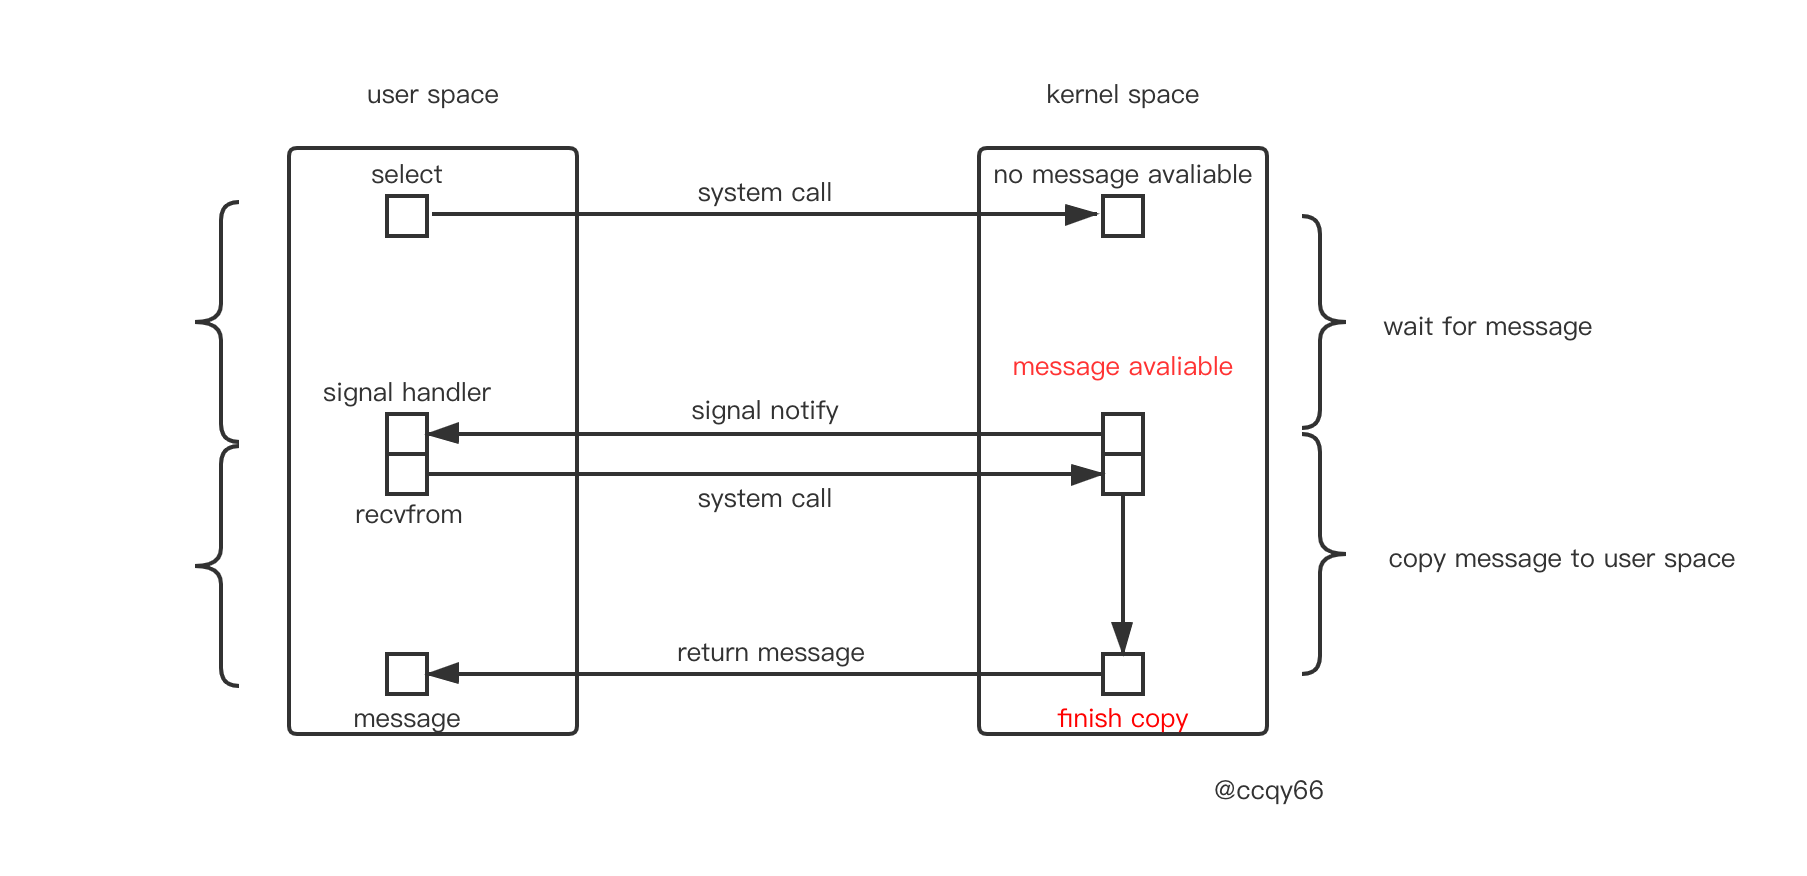 user space
kernel space
select
no message avaliable
system call
wait for message
message avaliable
signal handler
signal notify
system call
recvfrom
copy message to user space
return message
message
finish copy
@ccqy66